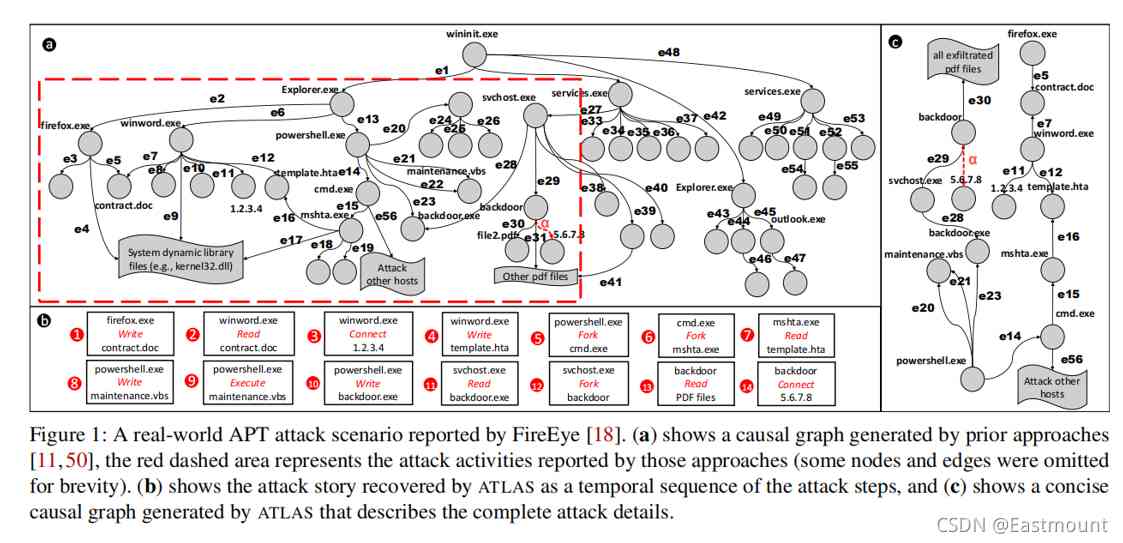 a
wininit.exe
e48
e1
Explorer.exe
svchost.exe
services.exe
services.exe
e2
e6
e13
e20
e24
e25
e26
e27
e33
e34
e35
e36
e37
e42
e49
e50
e51
e52
e53
firefox.exe
winword.exe
powershell.exe
e3
e5
e7
e8
e10
e11
e12
template.hta
e14
e21
maintenance.vbs
e22
e28
e29
e38
e40
e54
e55
contract.doc
1.2.3.4
cmd.exe
e15
e23
backdoor
Explorer.exe
e4
e9
e16
mshta.exe
e56
backdoor.exe
e30
α
5.6.7.8
e39
e43
e44
e45
outlook.exe
file2.pdf
e31
e17
e18
e19
e46
e47
System dynamic library
files (e.g., kernel32.dll)
Attack
other hosts
Other pdf files
e41
b
1
firefox.exe
Write
contract.doc
2
winword.exe
Read
contract.doc
3
winword.exe
Connect
1.2.3.4
4
winword.exe
Write
template.hta
5
powershell.exe
Fork
cmd.exe
6
cmd.exe
Fork
mshta.exe
7
mshta.exe
Read
template.hta
8
powershell.exe
Write
maintenance.vbs
9
powershell.exe
Execute
maintenance.vbs
10
powershell.exe
Write
backdoor.exe
11
svchost.exe
Read
backdoor.exe
12
svchost.exe
Fork
backdoor
13
backdoor
Read
PDF files
14
backdoor
Connect
5.6.7.8
c
all exfiltrated
pdf files
firefox.exe
e5
contract.doc
e30
backdoor
e7
winword.exe
e29
α
e11
e12
svchost.exe
5.6.7.8
1.2.3.4
template.hta
e28
backdoor.exe
e16
maintenance.vbs
mshta.exe
e21
e20
e23
e15
cmd.exe
e14
powershell.exe
e56
Attack other
hosts
Figure 1: A real-world APT attack scenario reported by FireEye [18]. (a) shows a causal graph generated by prior approaches
[11,50], the red dashed area represents the attack activities reported by those approaches (some nodes and edges were omitted
for brevity). (b) shows the attack story recovered by ATLAS as a temporal sequence of the attack steps, and (c) shows a concise
causal graph generated by ATLAS that describes the complete attack details.
CSDN @Eastmount